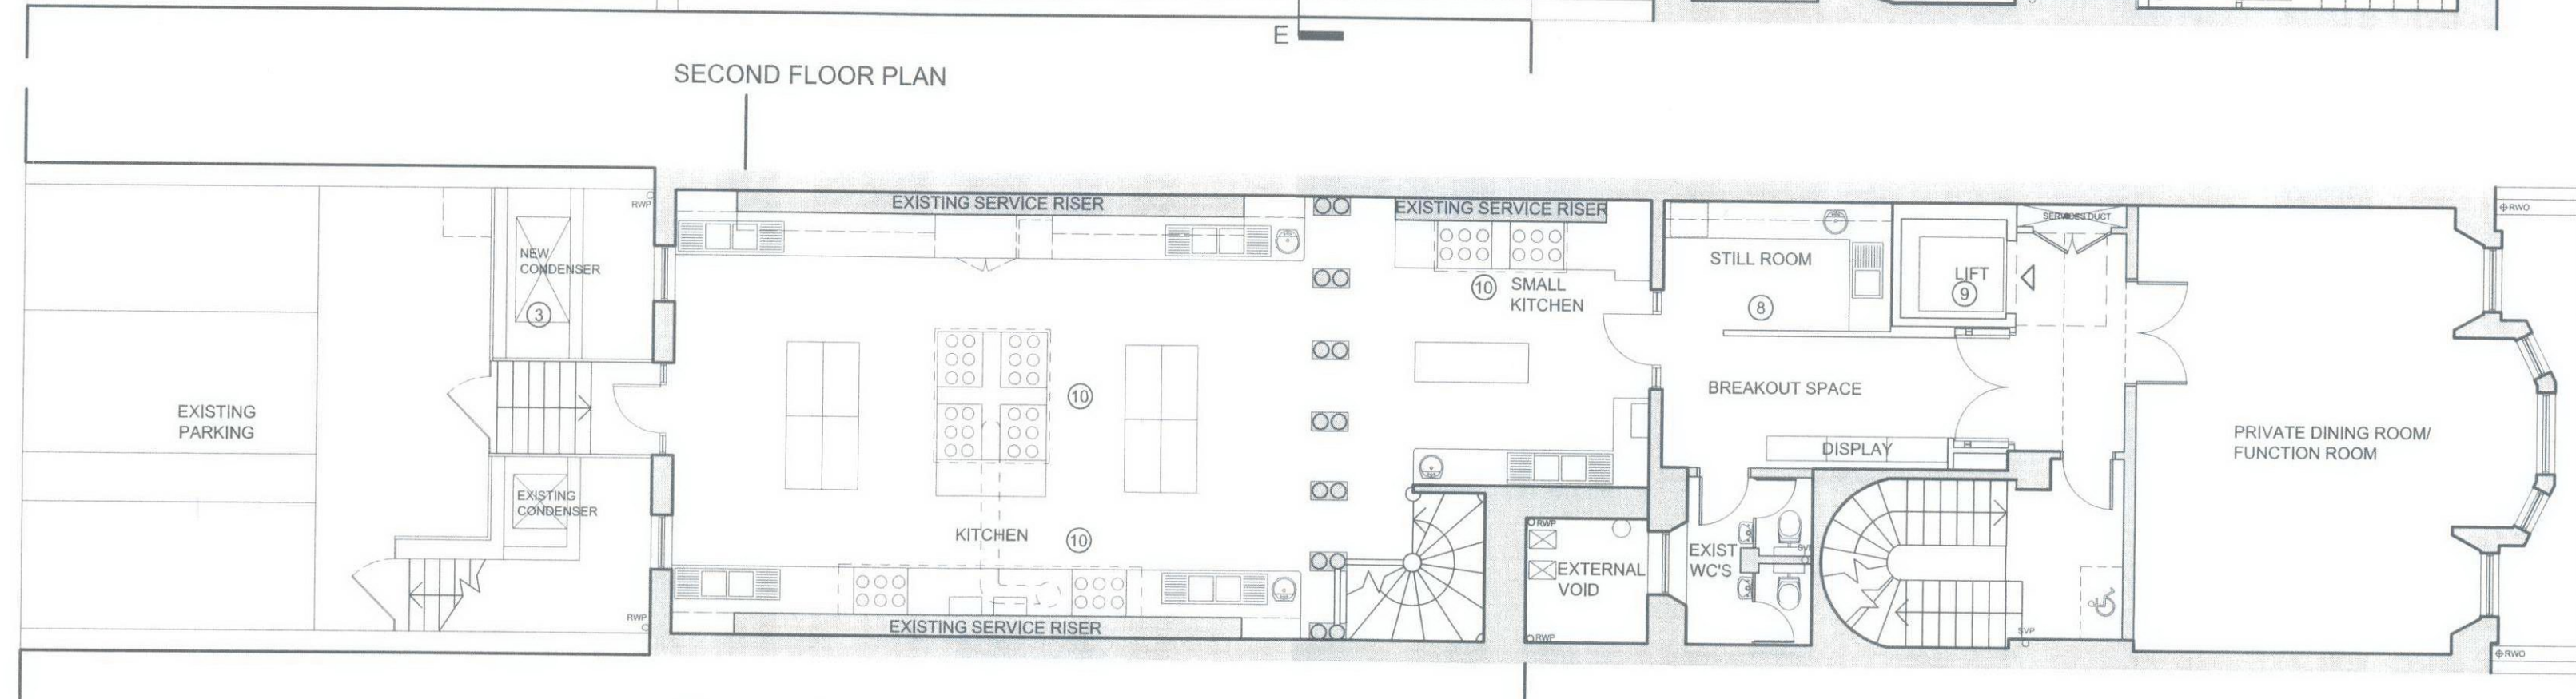 E
SECOND FLOOR PLAN
EXISTING SERVICE RISER
EXISTING SERVICE RISER
RWP
SERVICES DUCT
RWO
NEW
CONDENSER
3
STILL ROOM
8
LIFT
9
10
SMALL
KITCHEN
10
BREAKOUT SPACE
DISPLAY
EXISTING
PARKING
PRIVATE DINING ROOM/
FUNCTION ROOM
EXISTING
CONDENSER
KITCHEN
10
RWP
EXTERNAL
VOID
RWP
EXIST
WC'S
SVP
RWP
EXISTING SERVICE RISER
SVP
RWO